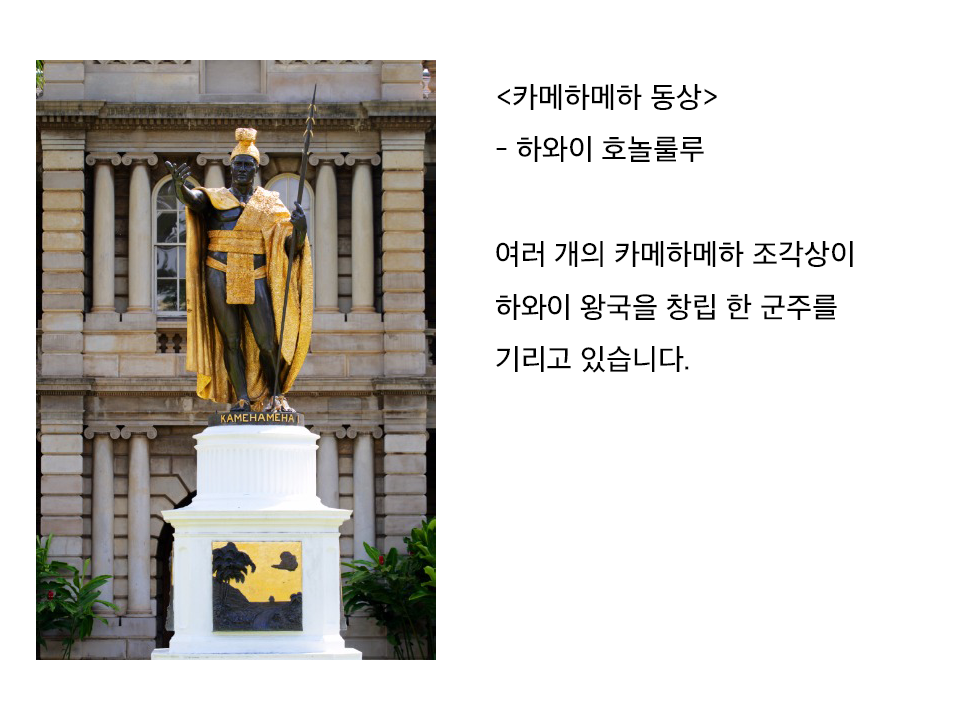 <카메하메하 동상>
- 하와이 호놀룰루
여러 개의 카메하메하 조각상이
하와이 왕국을 창립 한 군주를
기리고 있습니다.
KAMEHAMEHA